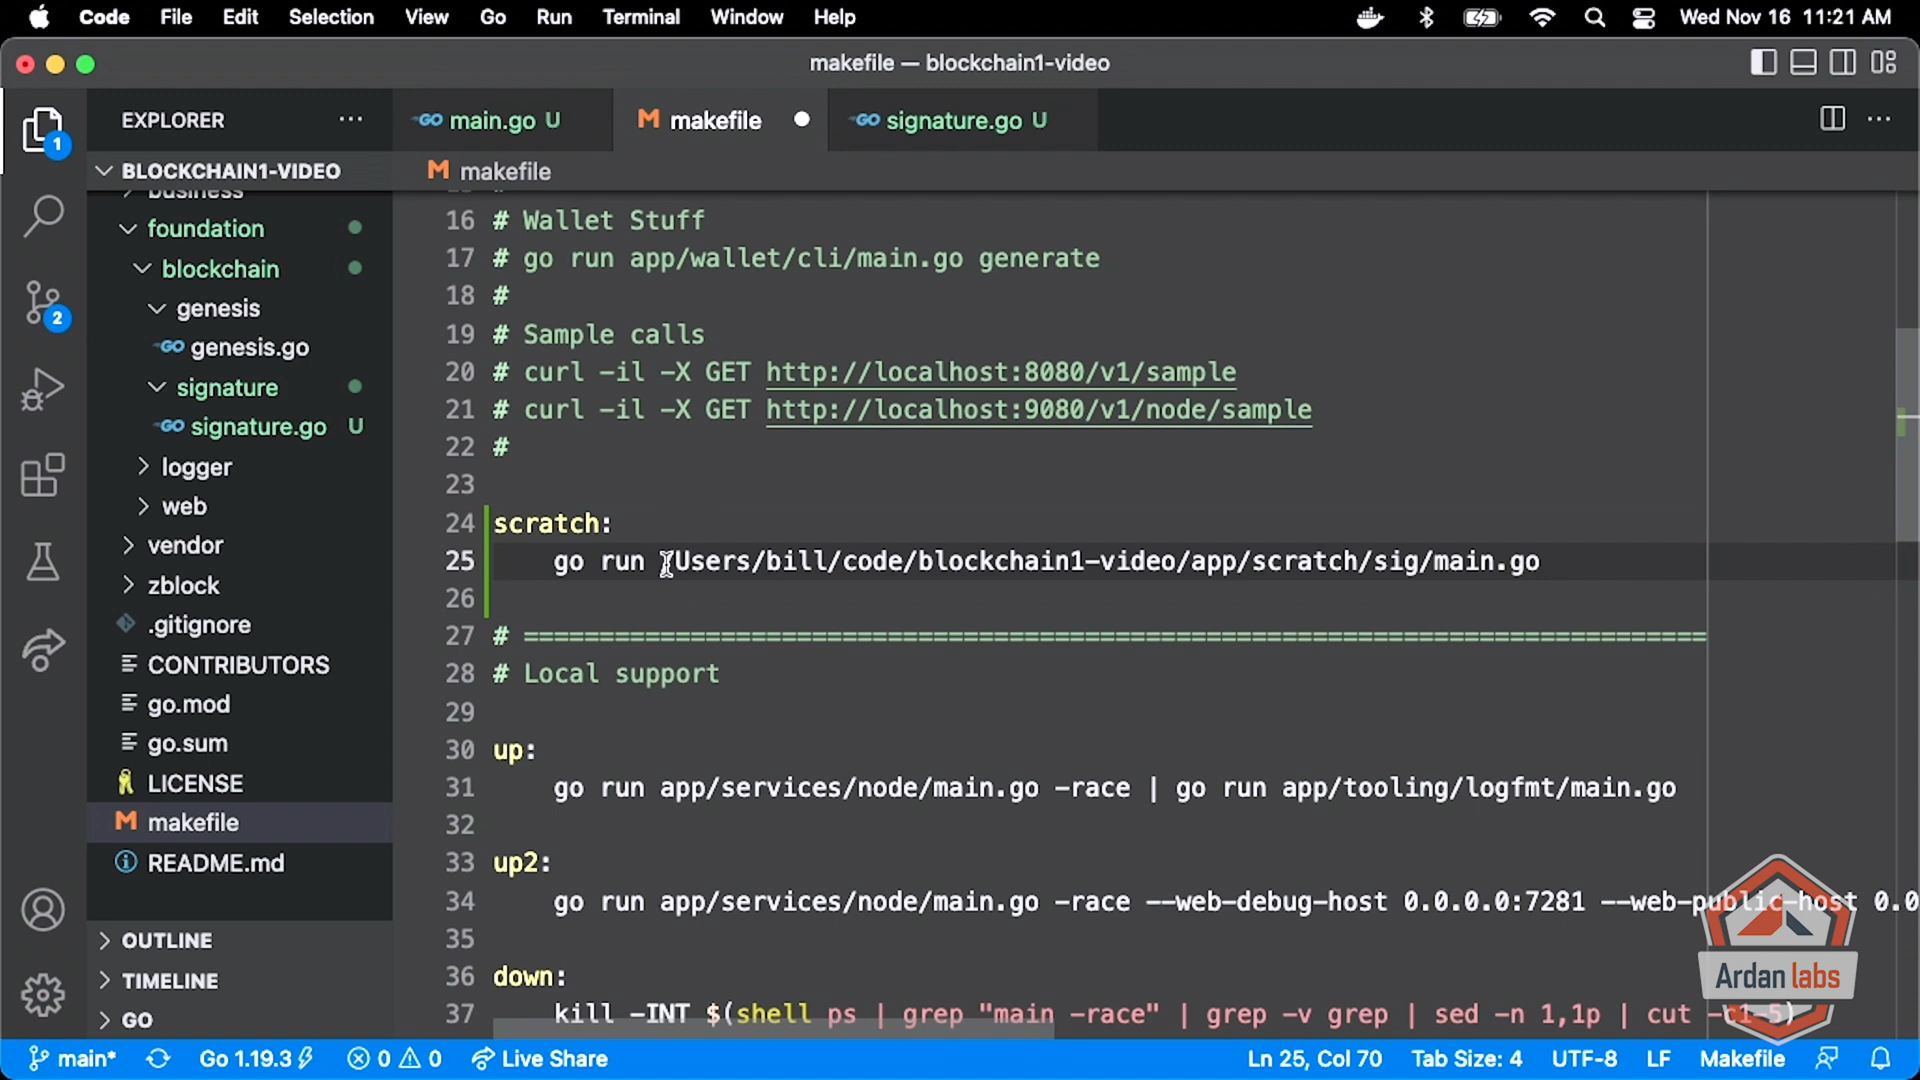 Code File Edit Selection View Go Run Terminal Window Help Wed Nov 16 11:21 AM
makefile — blockchain1-video
EXPLORER
main.go U
makefile
signature.go U
BLOCKCHAIN1-VIDEO
makefile
business
foundation
blockchain
genesis
genesis.go
signature
signature.go U
logger
web
vendor
zblock
.gitignore
CONTRIBUTORS
go.mod
go.sum
LICENSE
makefile
README.md
OUTLINE
TIMELINE
GO
1
2
16 # Wallet Stuff
17 # go run app/wallet/cli/main.go generate
18 #
19 # Sample calls
20 # curl -il -X GET http://localhost:8080/v1/sample
21 # curl -il -X GET http://localhost:9080/v1/node/sample
22 #
23
24 scratch:
25 go run /Users/bill/code/blockchain1-video/app/scratch/sig/main.go
26
27 # ==============================================================================
28 # Local support
29
30 up:
31 go run app/services/node/main.go -race | go run app/tooling/logfmt/main.go
32
33 up2:
34 go run app/services/node/main.go -race --web-debug-host 0.0.0.0:7281 --web-public-host 0.0
35
36 down:
37 kill -INT $(shell ps | grep "main -race" | grep -v grep | sed -n 1,1p | cut -c1-5)
Ardan labs
main* Go 1.19.3 0 0 Live Share Ln 25, Col 70 Tab Size: 4 UTF-8 LF Makefile